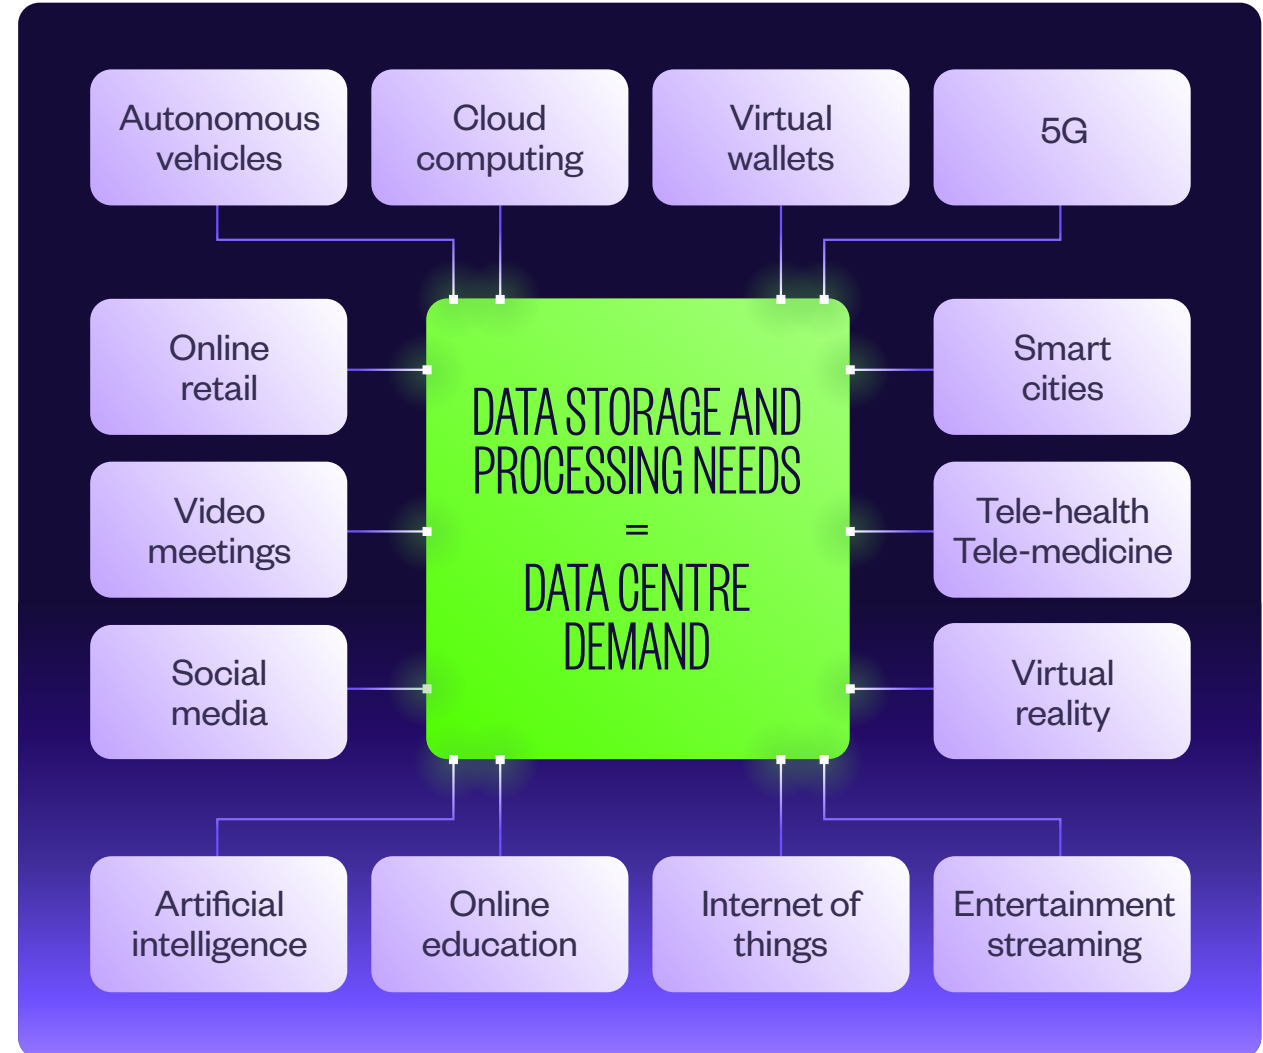 Autonomous
vehicles
Cloud
computing
Virtual
wallets
5G
Online
retail
Video
meetings
Social
media
DATA STORAGE AND
PROCESSING NEEDS
=
DATA CENTRE
DEMAND
Smart
cities
Tele-health
Tele-medicine
Virtual
reality
Artificial
intelligence
Online
education
Internet of
things
Entertainment
streaming